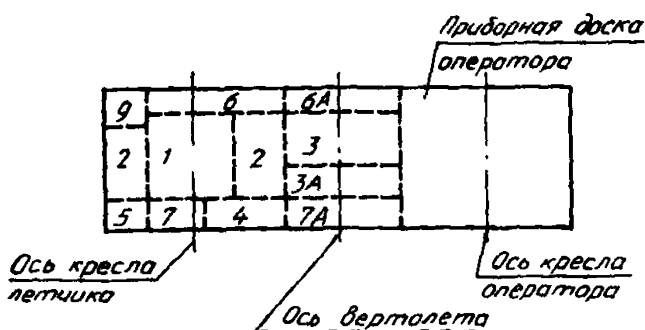 Приборная доска
оператора
9
6
6А
2
1
2
3
3А
5
7
4
7А
Ось кресла
летчика
Ось кресла
оператора
Ось вертолета